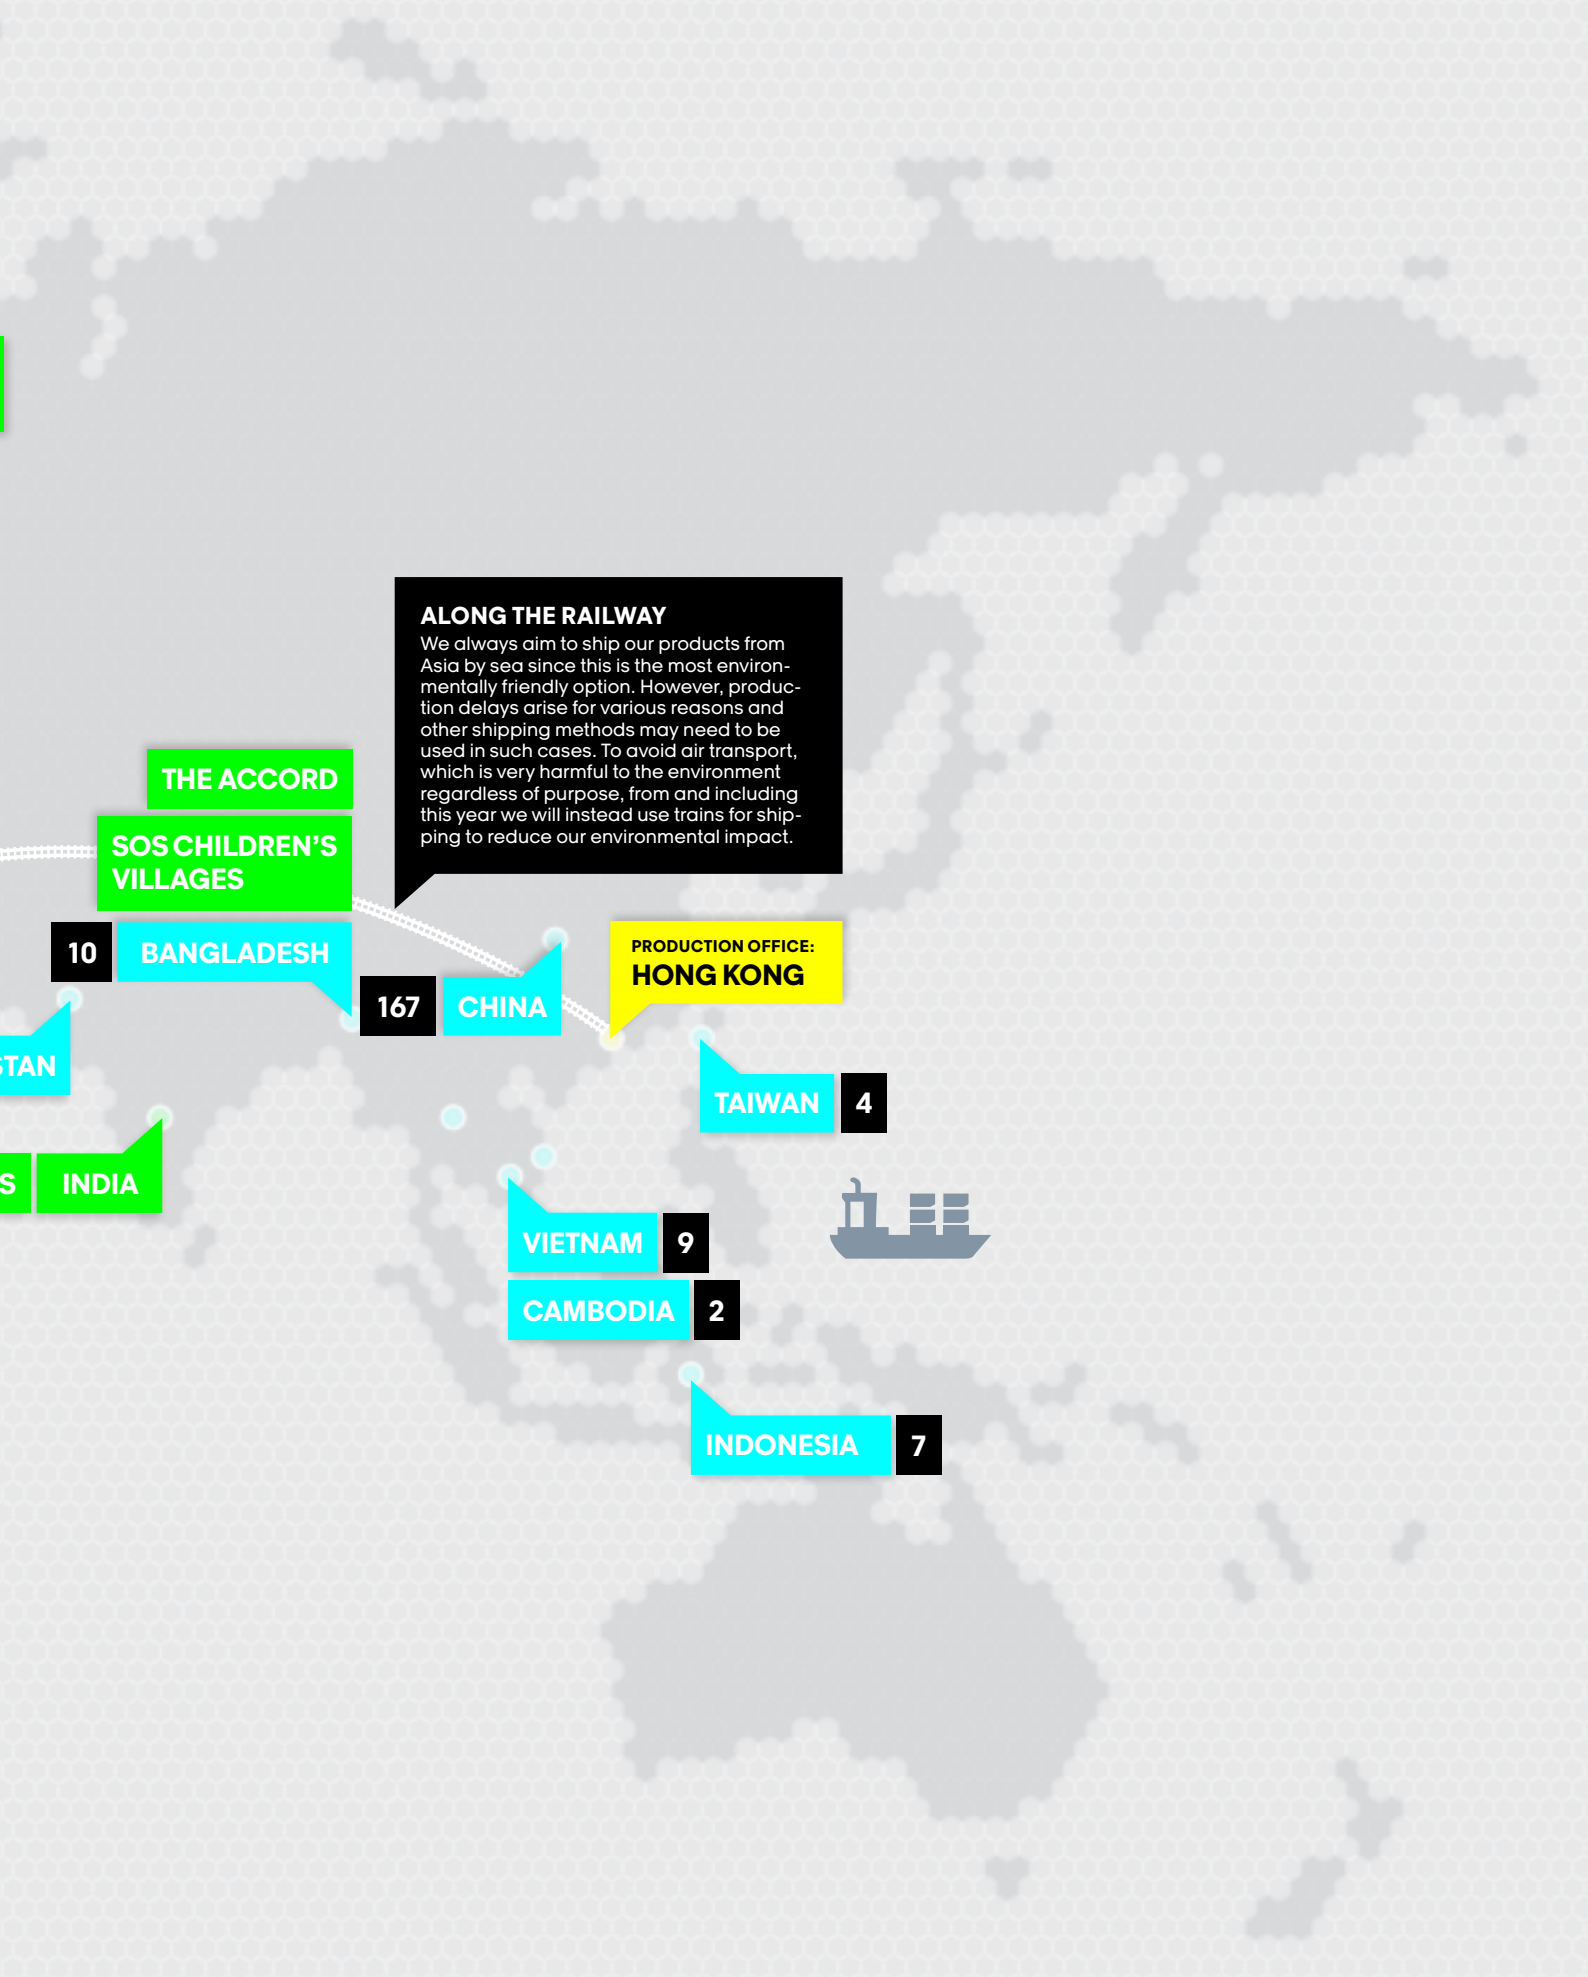 ALONG THE RAILWAY
We always aim to ship our products from
Asia by sea since this is the most environ-
mentally friendly option. However, produc-
tion delays arise for various reasons and
other shipping methods may need to be
used in such cases. To avoid air transport,
which is very harmful to the environment
regardless of purpose, from and including
this year we will instead use trains for ship-
ping to reduce our environmental impact.
THE ACCORD
SOS CHILDREN'S
VILLAGES
10 BANGLADESH
167 CHINA
PRODUCTION OFFICE:
HONG KONG
STAN
TAIWAN 4
S INDIA
VIETNAM 9
CAMBODIA 2
INDONESIA 7